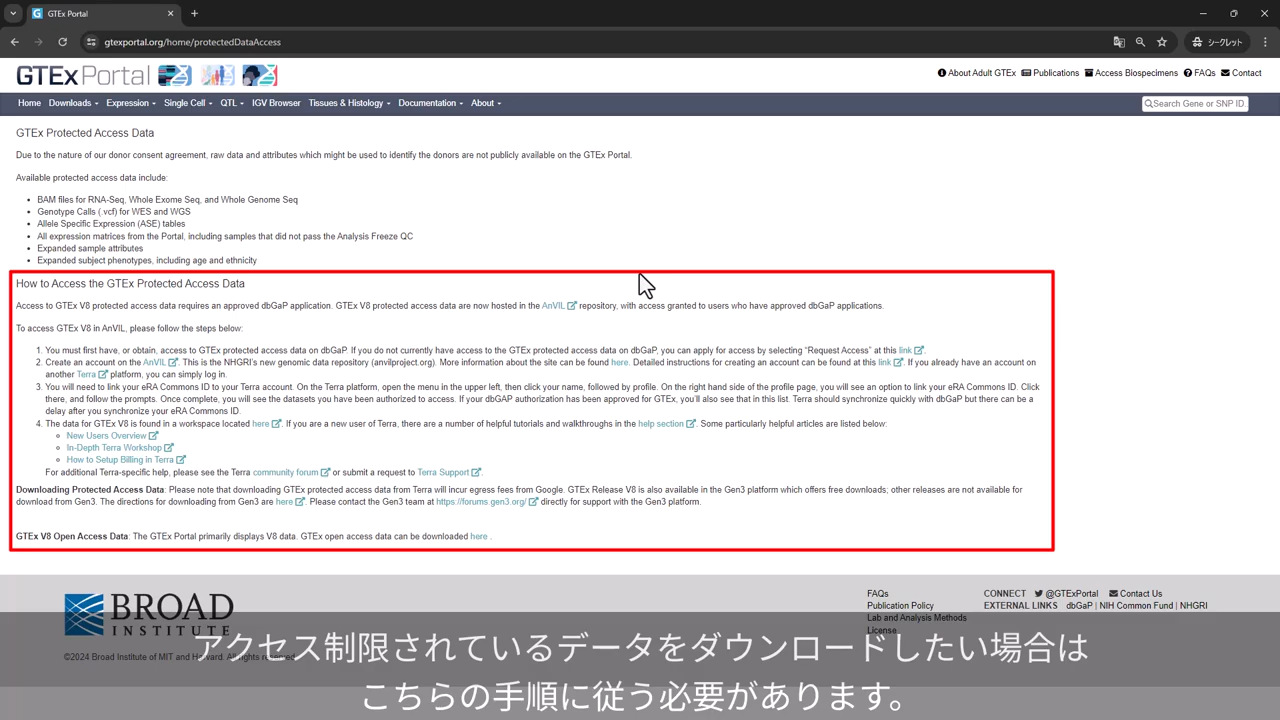 GTEx Portal
gtexportal.org/home/protectedDataAccess
シークレット
GTExPortal
About Adult GTEx Publications Access Biospecimens FAQs Contact
Home Downloads Expression Single Cell QTL IGV Browser Tissues & Histology Documentation About
Search Gene or SNP ID..
GTEx Protected Access Data
Due to the nature of our donor consent agreement, raw data and attributes which might be used to identify the donors are not publicly available on the GTEx Portal.
Available protected access data include:
• BAM files for RNA-Seq, Whole Exome Seq, and Whole Genome Seq
• Genotype Calls (.vcf) for WES and WGS
• Allele Specific Expression (ASE) tables
• All expression matrices from the Portal, including samples that did not pass the Analysis Freeze QC
• Expanded sample attributes
• Expanded subject phenotypes, including age and ethnicity
How to Access the GTEx Protected Access Data
Access to GTEx V8 protected access data requires an approved dbGaP application. GTEx V8 protected access data are now hosted in the AnVIL repository, with access granted to users who have approved dbGaP applications.
To access GTEx V8 in AnVIL, please follow the steps below:
1. You must first have, or obtain, access to GTEx protected access data on dbGaP. If you do not currently have access to the GTEx protected access data on dbGaP, you can apply for access by selecting "Request Access" at this link.
2. Create an account on the AnVIL. This is the NHGRI's new genomic data repository (anvilproject.org). More information about the site can be found here. Detailed instructions for creating an account can be found at this link. If you already have an account on
another Terra platform, you can simply log in.
3. You will need to link your eRA Commons ID to your Terra account. On the Terra platform, open the menu in the upper left, then click your name, followed by profile. On the right hand side of the profile page, you will see an option to link your eRA Commons ID. Click
there, and follow the prompts. Once complete, you will see the datasets you have been authorized to access. If your dbGAP authorization has been approved for GTEx, you'll also see that in this list. Terra should synchronize quickly with dbGaP but there can be a
delay after you synchronize your eRA Commons ID.
4. The data for GTEx V8 is found in a workspace located here. If you are a new user of Terra, there are a number of helpful tutorials and walkthroughs in the help section. Some particularly helpful articles are listed below:
New Users Overview
In-Depth Terra Workshop
How to Setup Billing in Terra
For additional Terra-specific help, please see the Terra community forum or submit a request to Terra Support.
Downloading Protected Access Data: Please note that downloading GTEx protected access data from Terra will incur egress fees from Google. GTEx Release V8 is also available in the Gen3 platform which offers free downloads; other releases are not available for
download from Gen3. The directions for downloading from Gen3 are here. Please contact the Gen3 team at https://forums.gen3.org/ directly for support with the Gen3 platform.
GTEx V8 Open Access Data: The GTEx Portal primarily displays V8 data. GTEx open access data can be downloaded here .
BROAD
INSTITUTE
©2024 Broad Institute of MIT and Harvard. All rights reserved.
FAQs
Publication Policy
Lab and Analysis Methods
License
CONNECT @GTExPortal Contact Us
EXTERNAL LINKS dbGaP | NIH Common Fund | NHGRI
アクセス制限されているデータをダウンロードしたい場合は
こちらの手順に従う必要があります。